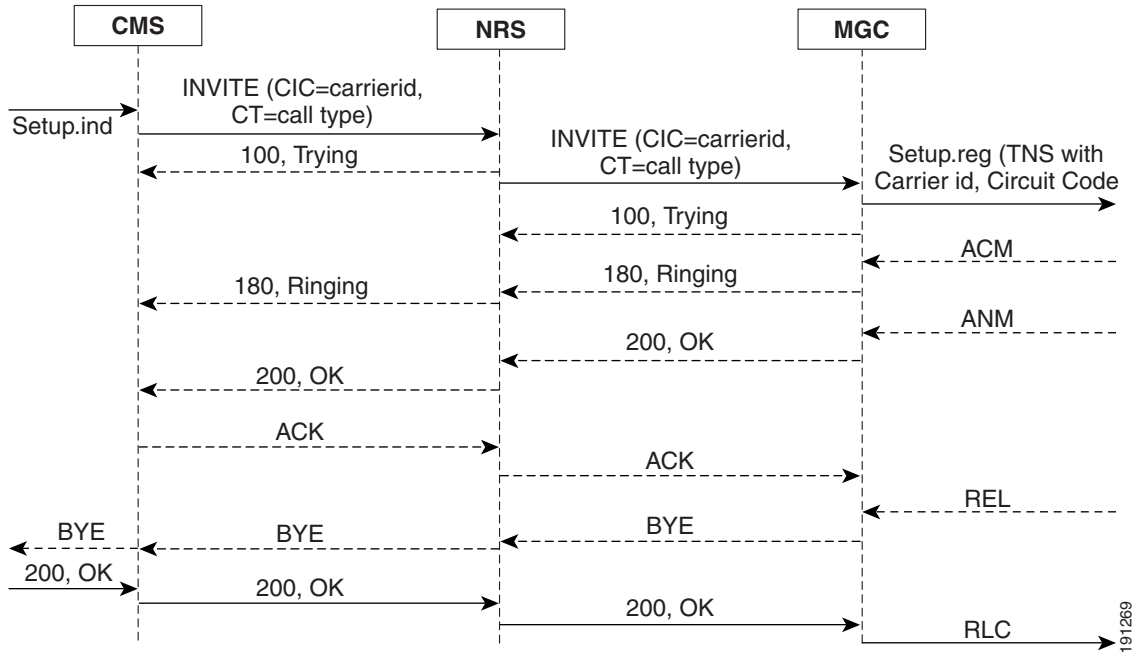 CMS
NRS
MGC
Setup.ind
INVITE (CIC=carrierid,
CT=call type)
100, Trying
INVITE (CIC=carrierid,
CT=call type)
Setup.reg (TNS with
Carrier id, Circuit Code
100, Trying
ACM
180, Ringing
180, Ringing
ANM
200, OK
200, OK
ACK
ACK
REL
BYE
BYE
BYE
200, OK
200, OK
200, OK
RLC
191269